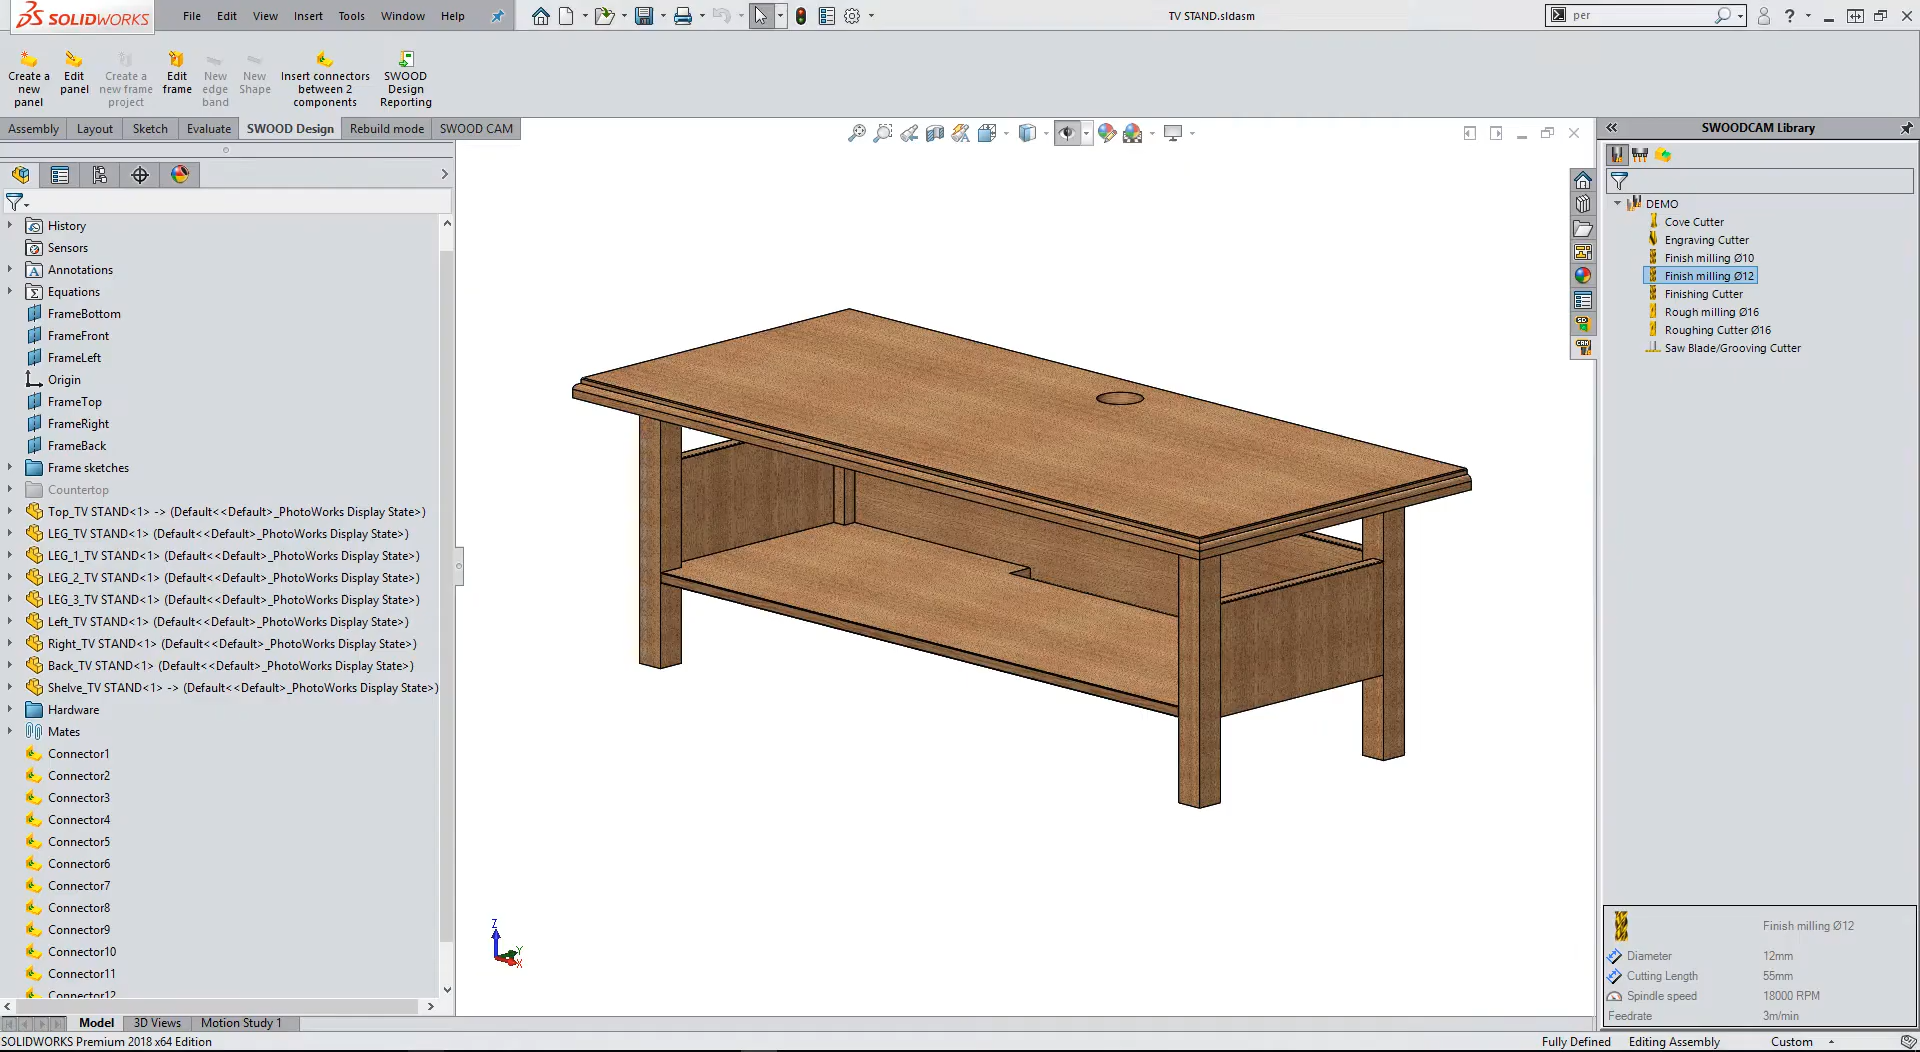 SOLIDWORKS
File Edit View Insert Tools Window Help
TV STAND.sldasm
per
Create a new panel
Edit panel
Create a new frame project
Edit frame
New edge band
New Shape
Insert connectors between 2 components
SWOOD Design Reporting
Assembly Layout Sketch Evaluate SWOOD Design Rebuild mode SWOOD CAM
History
Sensors
Annotations
Equations
FrameBottom
FrameFront
FrameLeft
Origin
FrameTop
FrameRight
FrameBack
Frame sketches
Countertop
Top_TV STAND<1> -> (Default<<Default>_PhotoWorks Display State>)
LEG_TV STAND<1> (Default<<Default>_PhotoWorks Display State>)
LEG_1_TV STAND<1> (Default<<Default>_PhotoWorks Display State>)
LEG_2_TV STAND<1> (Default<<Default>_PhotoWorks Display State>)
LEG_3_TV STAND<1> (Default<<Default>_PhotoWorks Display State>)
Left_TV STAND<1> (Default<<Default>_PhotoWorks Display State>)
Right_TV STAND<1> (Default<<Default>_PhotoWorks Display State>)
Back_TV STAND<1> (Default<<Default>_PhotoWorks Display State>)
Shelve_TV STAND<1> -> (Default<<Default>_PhotoWorks Display State>)
Hardware
Mates
Connector1
Connector2
Connector3
Connector4
Connector5
Connector6
Connector7
Connector8
Connector9
Connector10
Connector11
Connector12
Z
Y
X
SWOODCAM Library
DEMO
Cove Cutter
Engraving Cutter
Finish milling Ø10
Finish milling Ø12
Finishing Cutter
Rough milling Ø16
Roughing Cutter Ø16
Saw Blade/Grooving Cutter
Finish milling Ø12
Diameter 12mm
Cutting Length 55mm
Spindle speed 18000 RPM
Feedrate 3m/min
Model 3D Views Motion Study 1
SOLIDWORKS Premium 2018 x64 Edition
Fully Defined Editing Assembly Custom